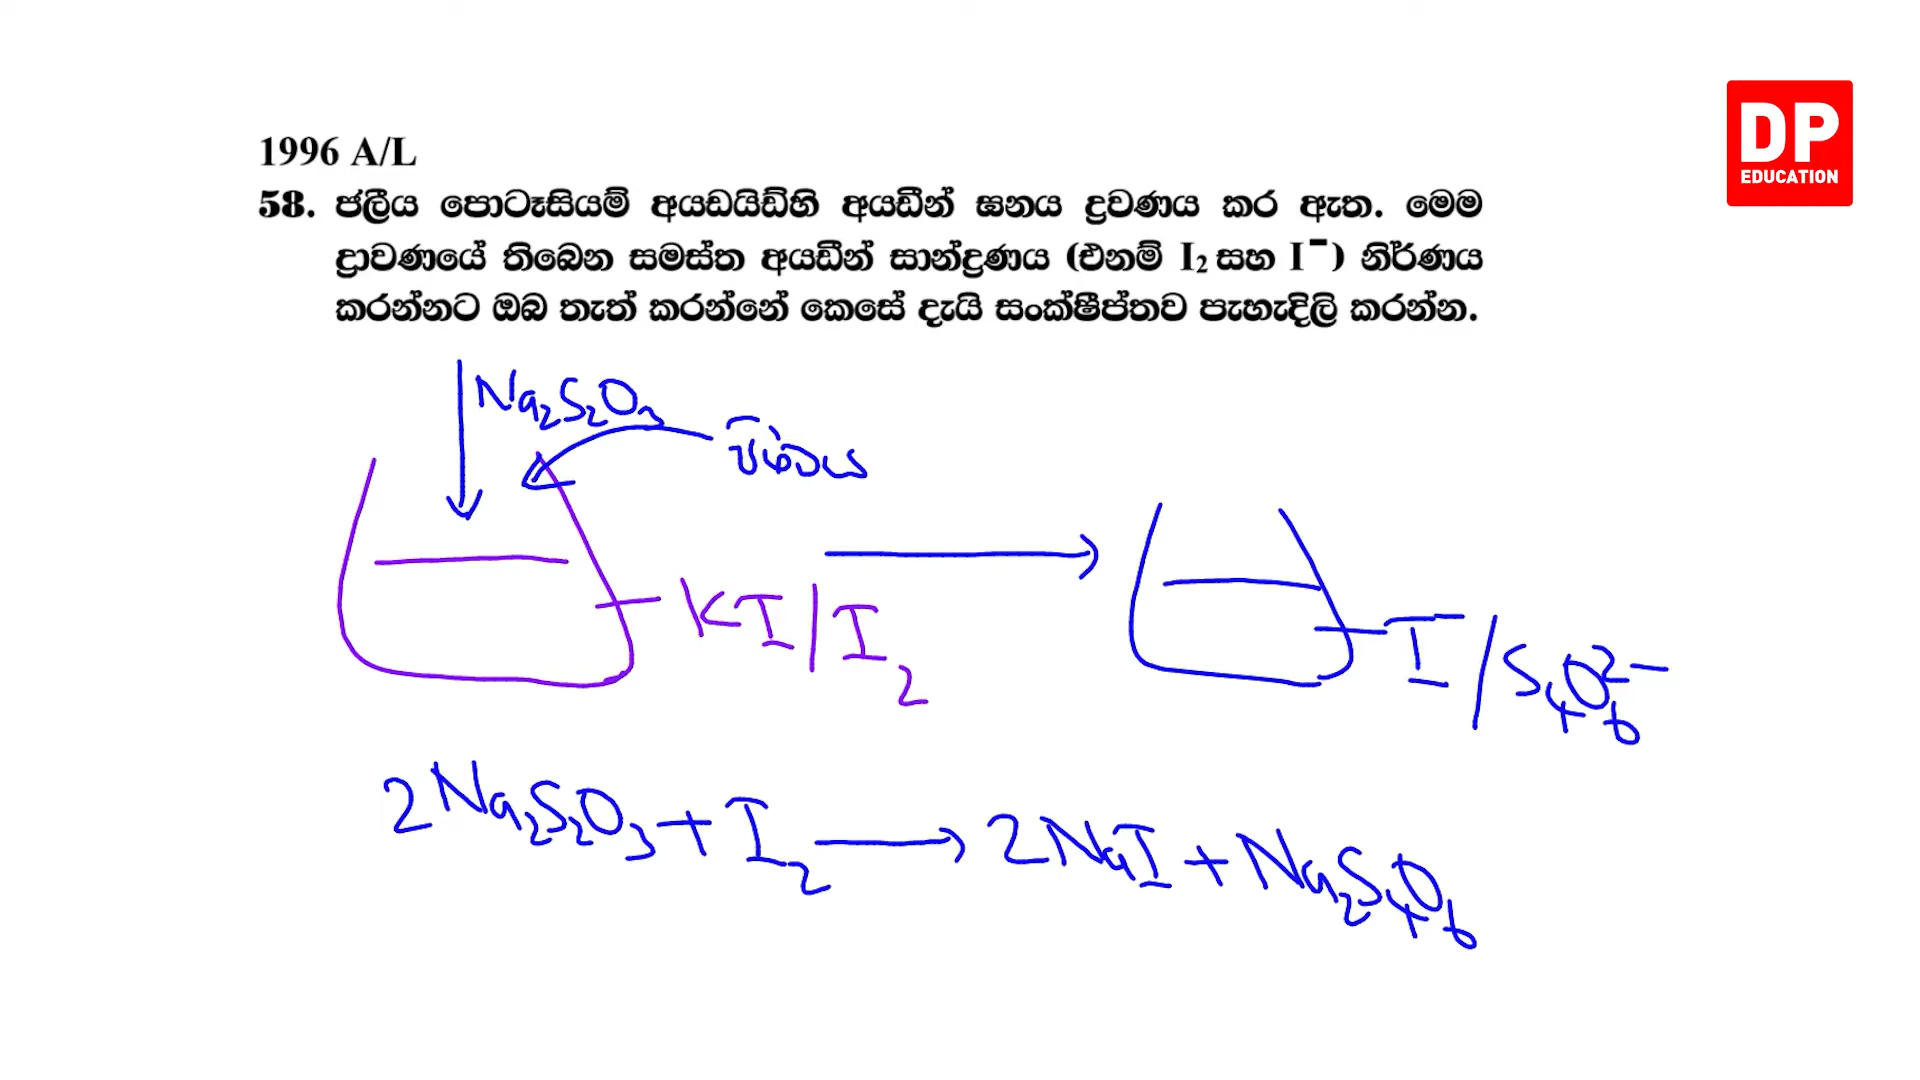 DP
EDUCATION
1996 A/L
58. ජලීය පොටෑසියම් අයඩයිඩ්හි අයඩීන් ඝනය ද්‍රවණය කර ඇත. මෙම
ද්‍රාවණයේ තිබෙන සමස්ත අයඩීන් සාන්ද්‍රණය (එනම් I₂ සහ I⁻) නිර්ණය
කරන්නට ඔබ තැත් කරන්නේ කෙසේ දැයි සංක්ෂීප්තව පැහැදිලි කරන්න.
Na₂S₂O₃
පිෂ්ටය
KI/I₂
I⁻/S₄O₆²⁻
2Na₂S₂O₃ + I₂ → 2NaI + Na₂S₄O₆